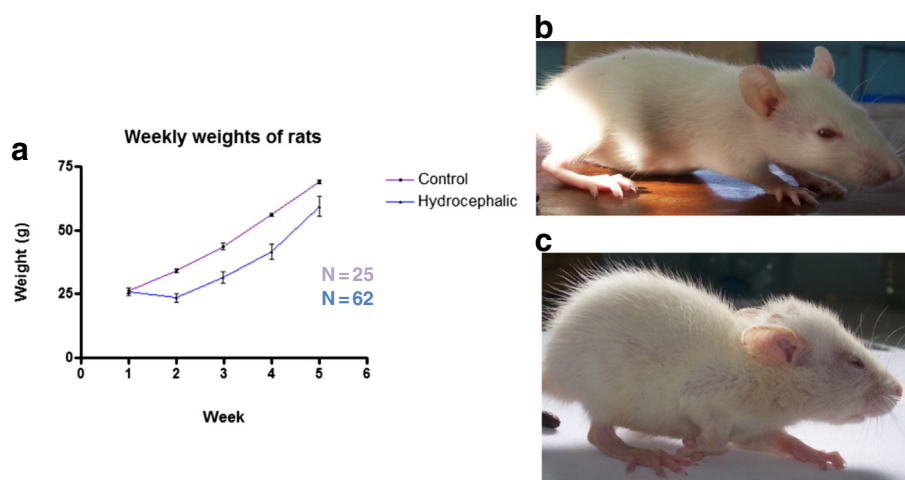 a
Weekly weights of rats
Weight (g)
75
50
25
0
0 1 2 3 4 5 6
Week
Control
Hydrocephalic
N = 25
N = 62
b
c